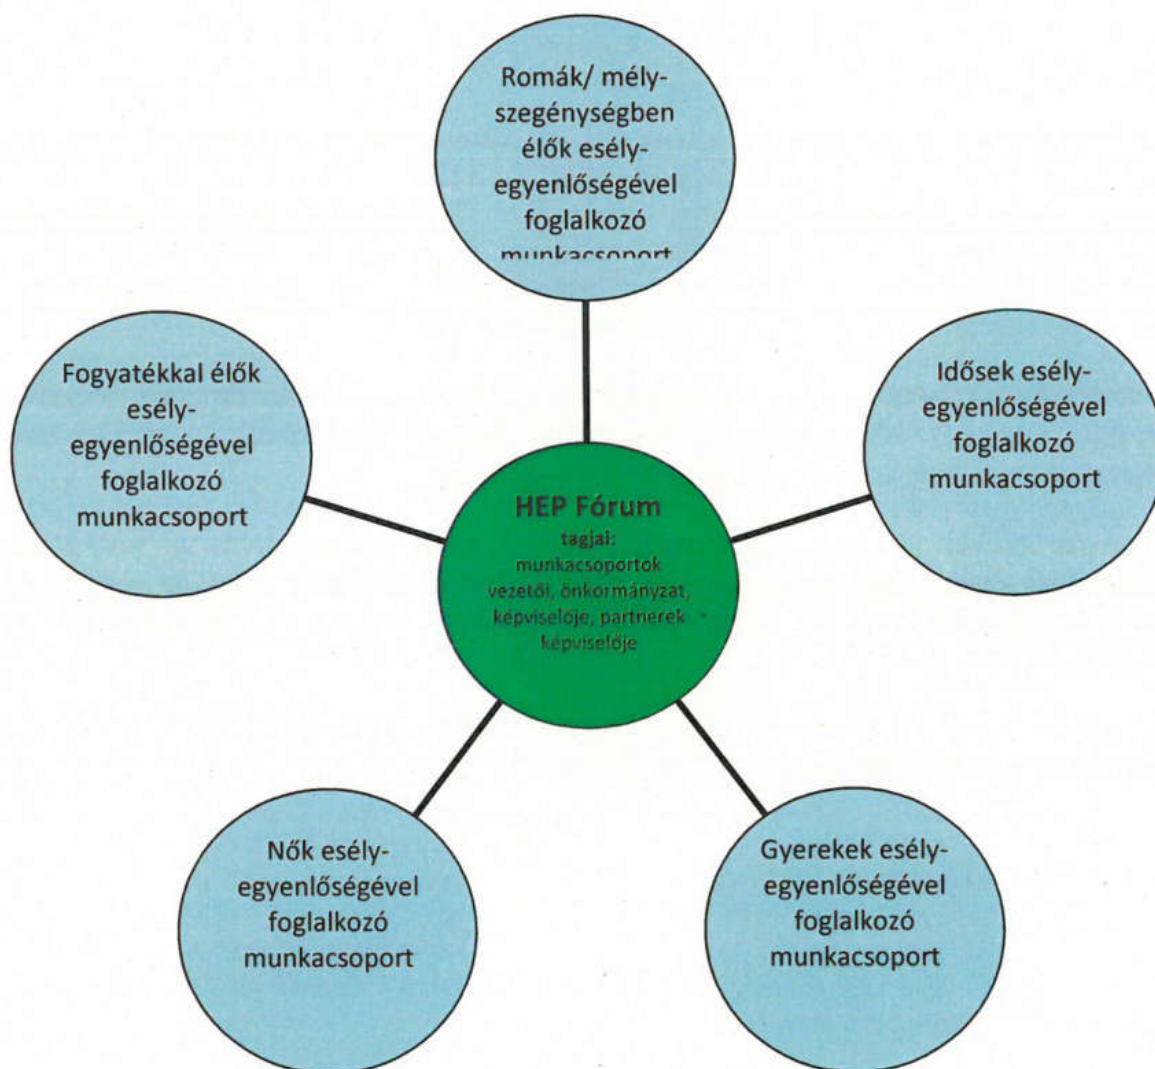 Romák/ mély-
szegénységben
élők esély-
egyenlőségével
foglalkozó
munkacsoport
Fogyatékkal élők
esély-
egyenlőségével
foglalkozó
munkacsoport
Idősek esély-
egyenlőségével
foglalkozó
munkacsoport
HEP Fórum
tagjai:
munkacsoportok
vezetői, önkormányzat,
képviselője, partnerek
képviselője
Nők esély-
egyenlőségével
foglalkozó
munkacsoport
Gyerekek esély-
egyenlőségével
foglalkozó
munkacsoport